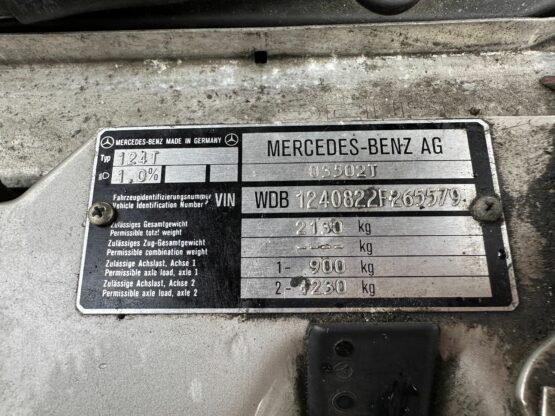 MERCEDES-BENZ MADE IN GERMANY
Typ 124T
1.0%
MERCEDES-BENZ AG
03502T
Fahrzeugidentifizierungsnummer
Vehicle Identification Number
VIN WDB 1240822F265579
Zulässiges Gesamtgewicht
Permissible total weight
2130 kg
Zulässiges Zug-Gesamtgewicht
Permissible combination weight
---- kg
Zulässige Achslast, Achse 1
Permissible axle load, axle 1
1- 900 kg
Zulässige Achslast, Achse 2
Permissible axle load, axle 2
2- 1230 kg